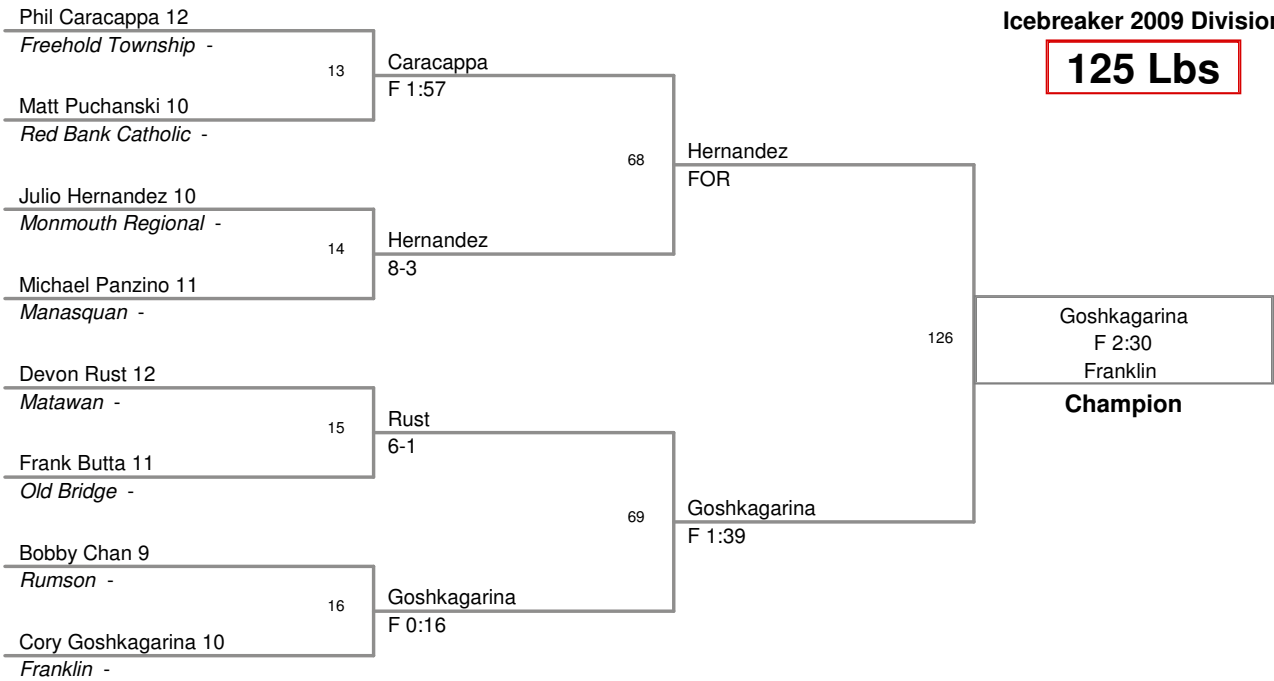 Icebreaker 2009 Division
125 Lbs
Phil Caracappa 12
Freehold Township -
13
Caracappa
F 1:57
Matt Puchanski 10
Red Bank Catholic -
68
Hernandez
FOR
Julio Hernandez 10
Monmouth Regional -
14
Hernandez
8-3
Michael Panzino 11
Manasquan -
126
Goshkagarina
F 2:30
Franklin
Champion
Devon Rust 12
Matawan -
15
Rust
6-1
Frank Butta 11
Old Bridge -
69
Goshkagarina
F 1:39
Bobby Chan 9
Rumson -
16
Goshkagarina
F 0:16
Cory Goshkagarina 10
Franklin -